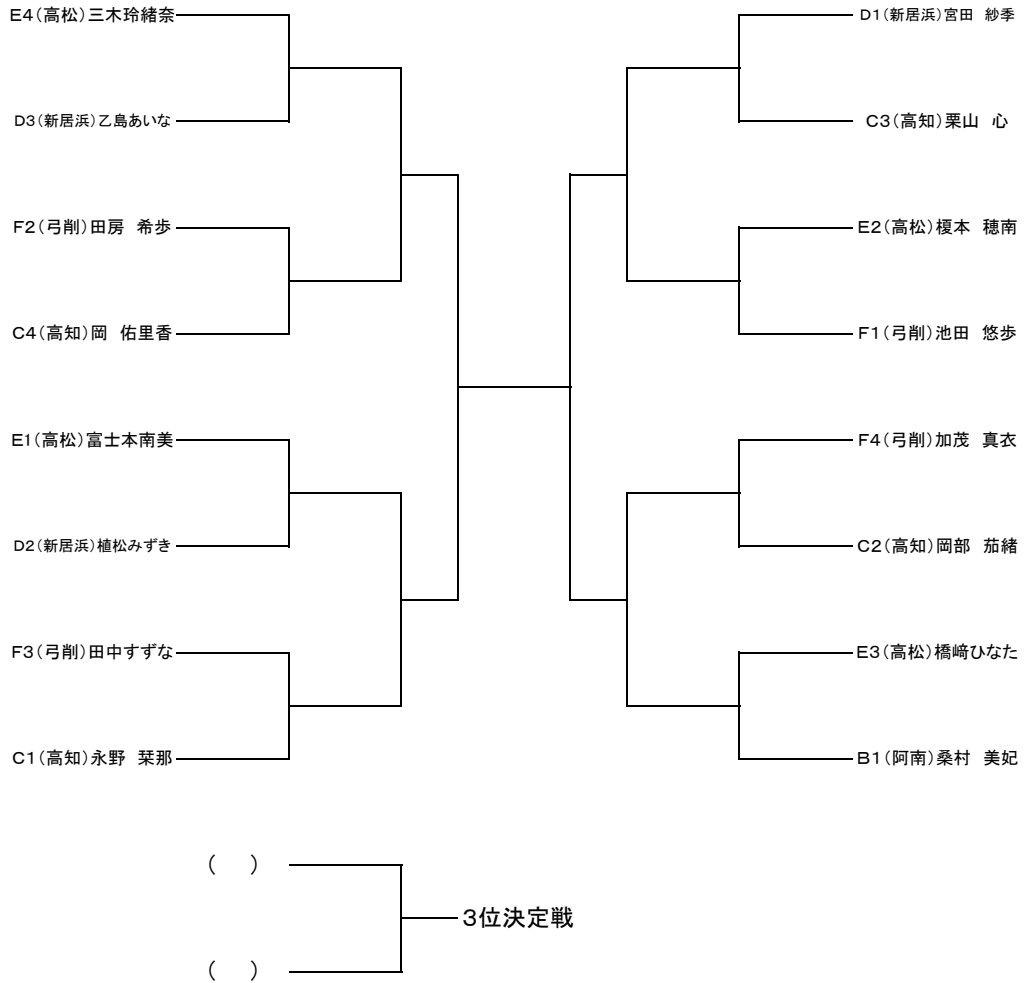 E4(高松)三木玲緒奈
D3(新居浜)乙島あいな
F2(弓削)田房　希歩
C4(高知)岡　佑里香
E1(高松)富士本南美
D2(新居浜)植松みずき
F3(弓削)田中すずな
C1(高知)永野　栞那
D1(新居浜)宮田　紗季
C3(高知)栗山　心
E2(高松)榎本　穂南
F1(弓削)池田　悠歩
F4(弓削)加茂　真衣
C2(高知)岡部　茄緒
E3(高松)橋﨑ひなた
B1(阿南)桑村　美妃
(　)
3位決定戦
(　)